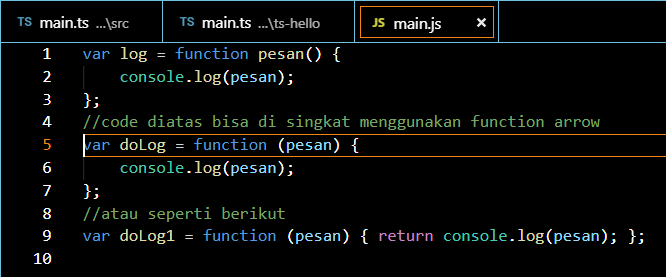 TS main.ts ...\src TS main.ts ...\ts-hello JS main.js ×
1 var log = function pesan() {
2 console.log(pesan);
3 };
4 //code diatas bisa di singkat menggunakan function arrow
5 var doLog = function (pesan) {
6 console.log(pesan);
7 };
8 //atau seperti berikut
9 var doLog1 = function (pesan) { return console.log(pesan); };
10